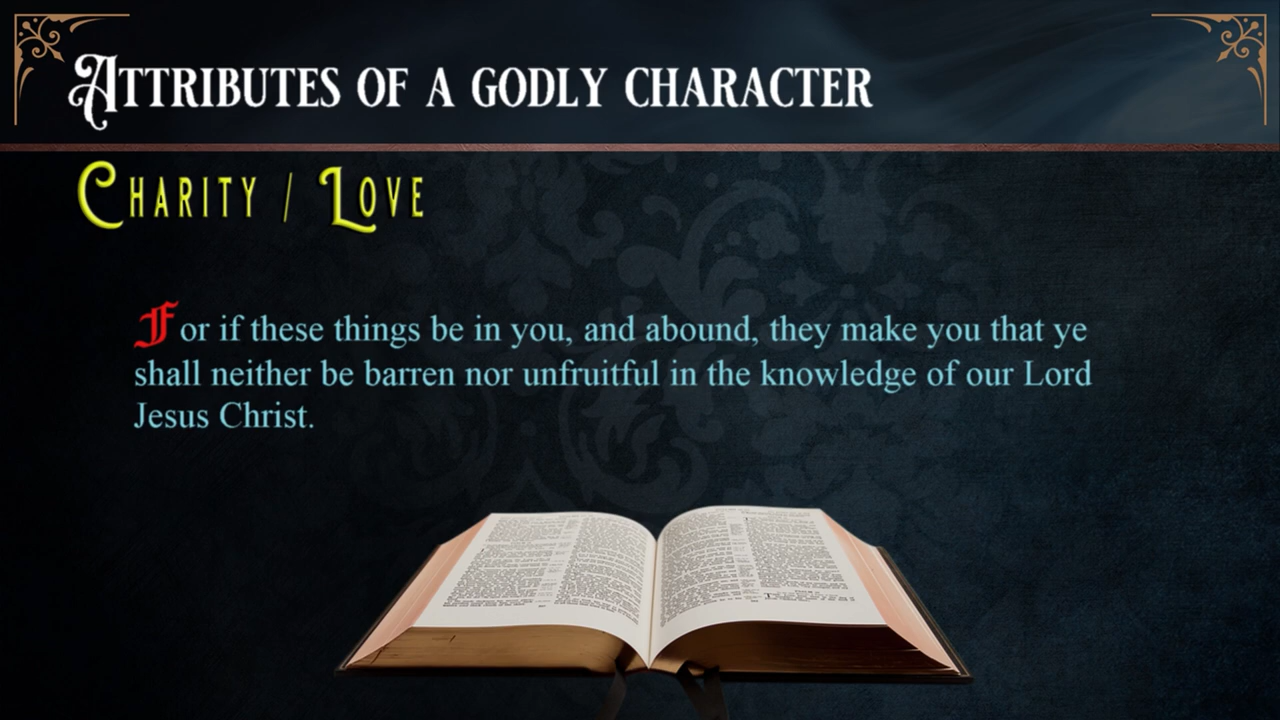 Attributes of a godly character
Charity / Love
For if these things be in you, and abound, they make you that ye
shall neither be barren nor unfruitful in the knowledge of our Lord
Jesus Christ.